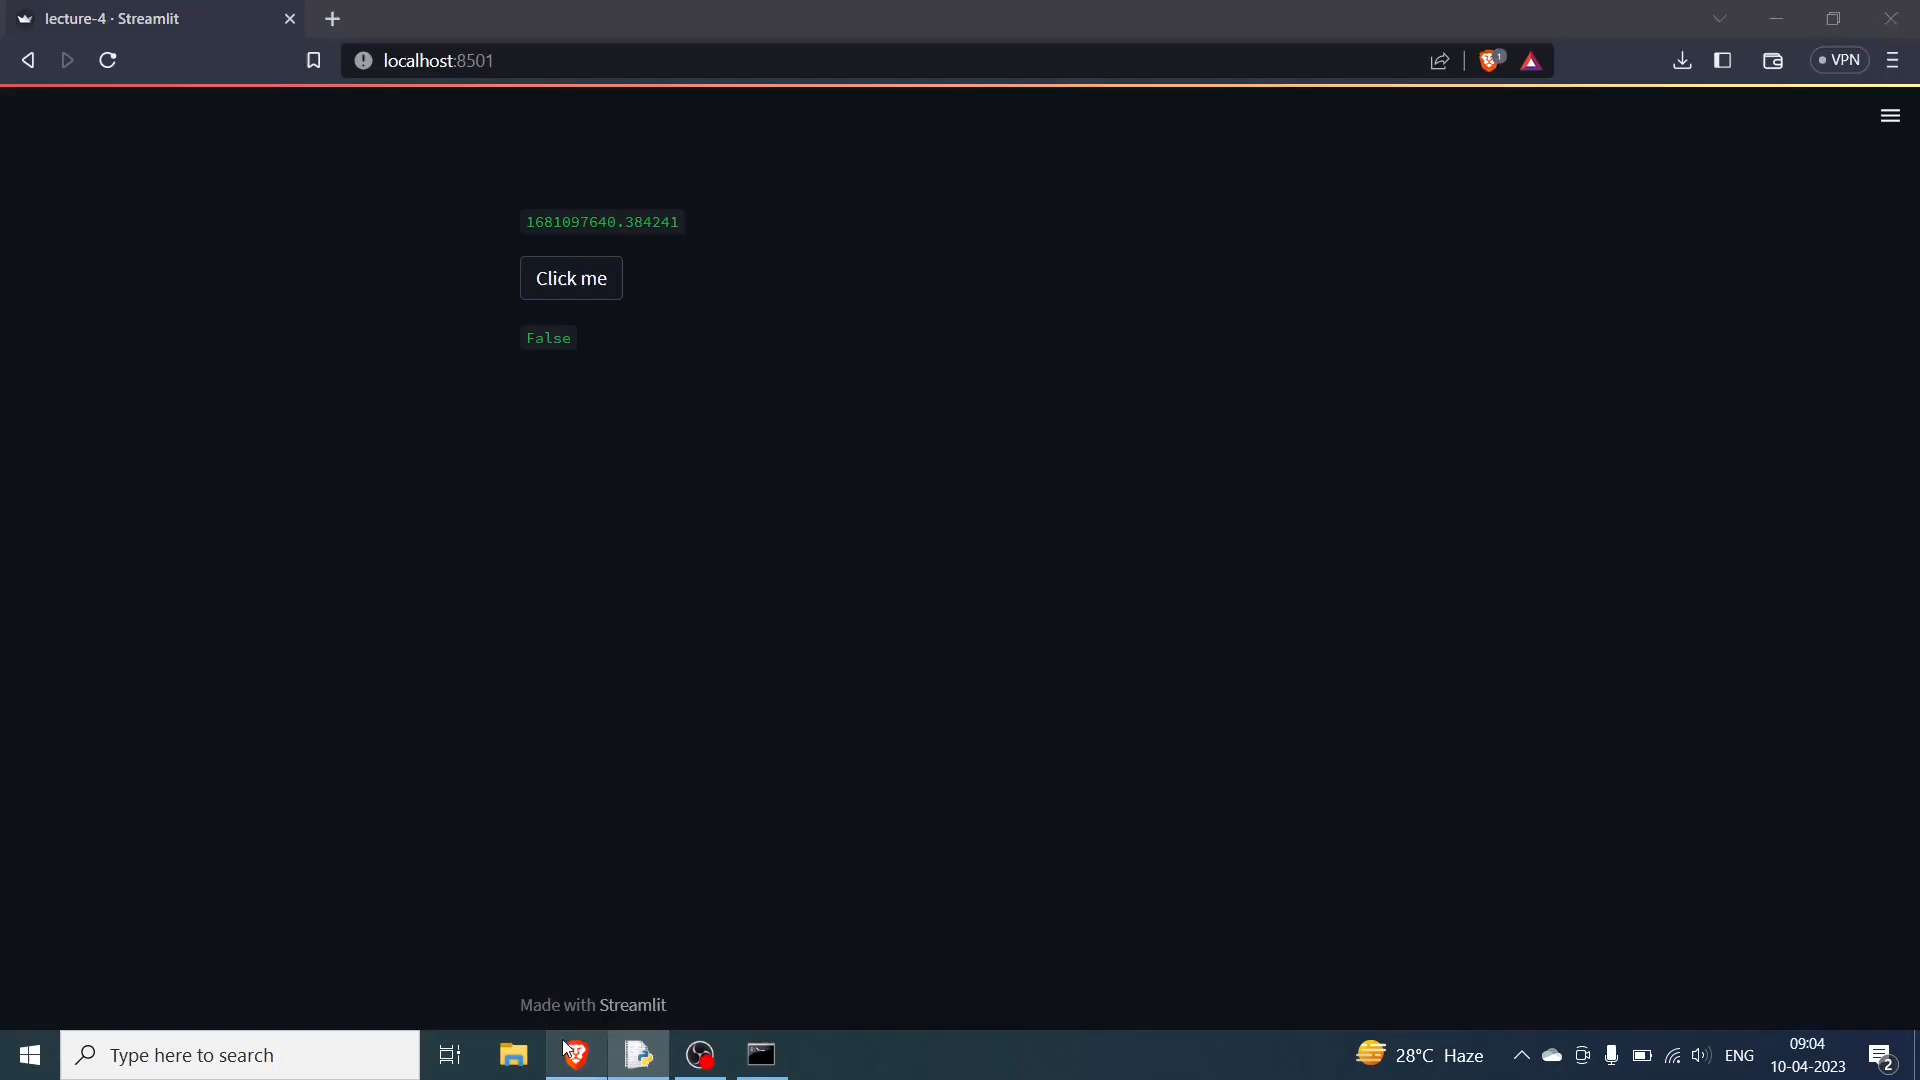 lecture-4 · Streamlit
localhost:8501
1
VPN
1681097640.384241
Click me
False
Made with Streamlit
Type here to search
28°C Haze
ENG
09:04
10-04-2023
2